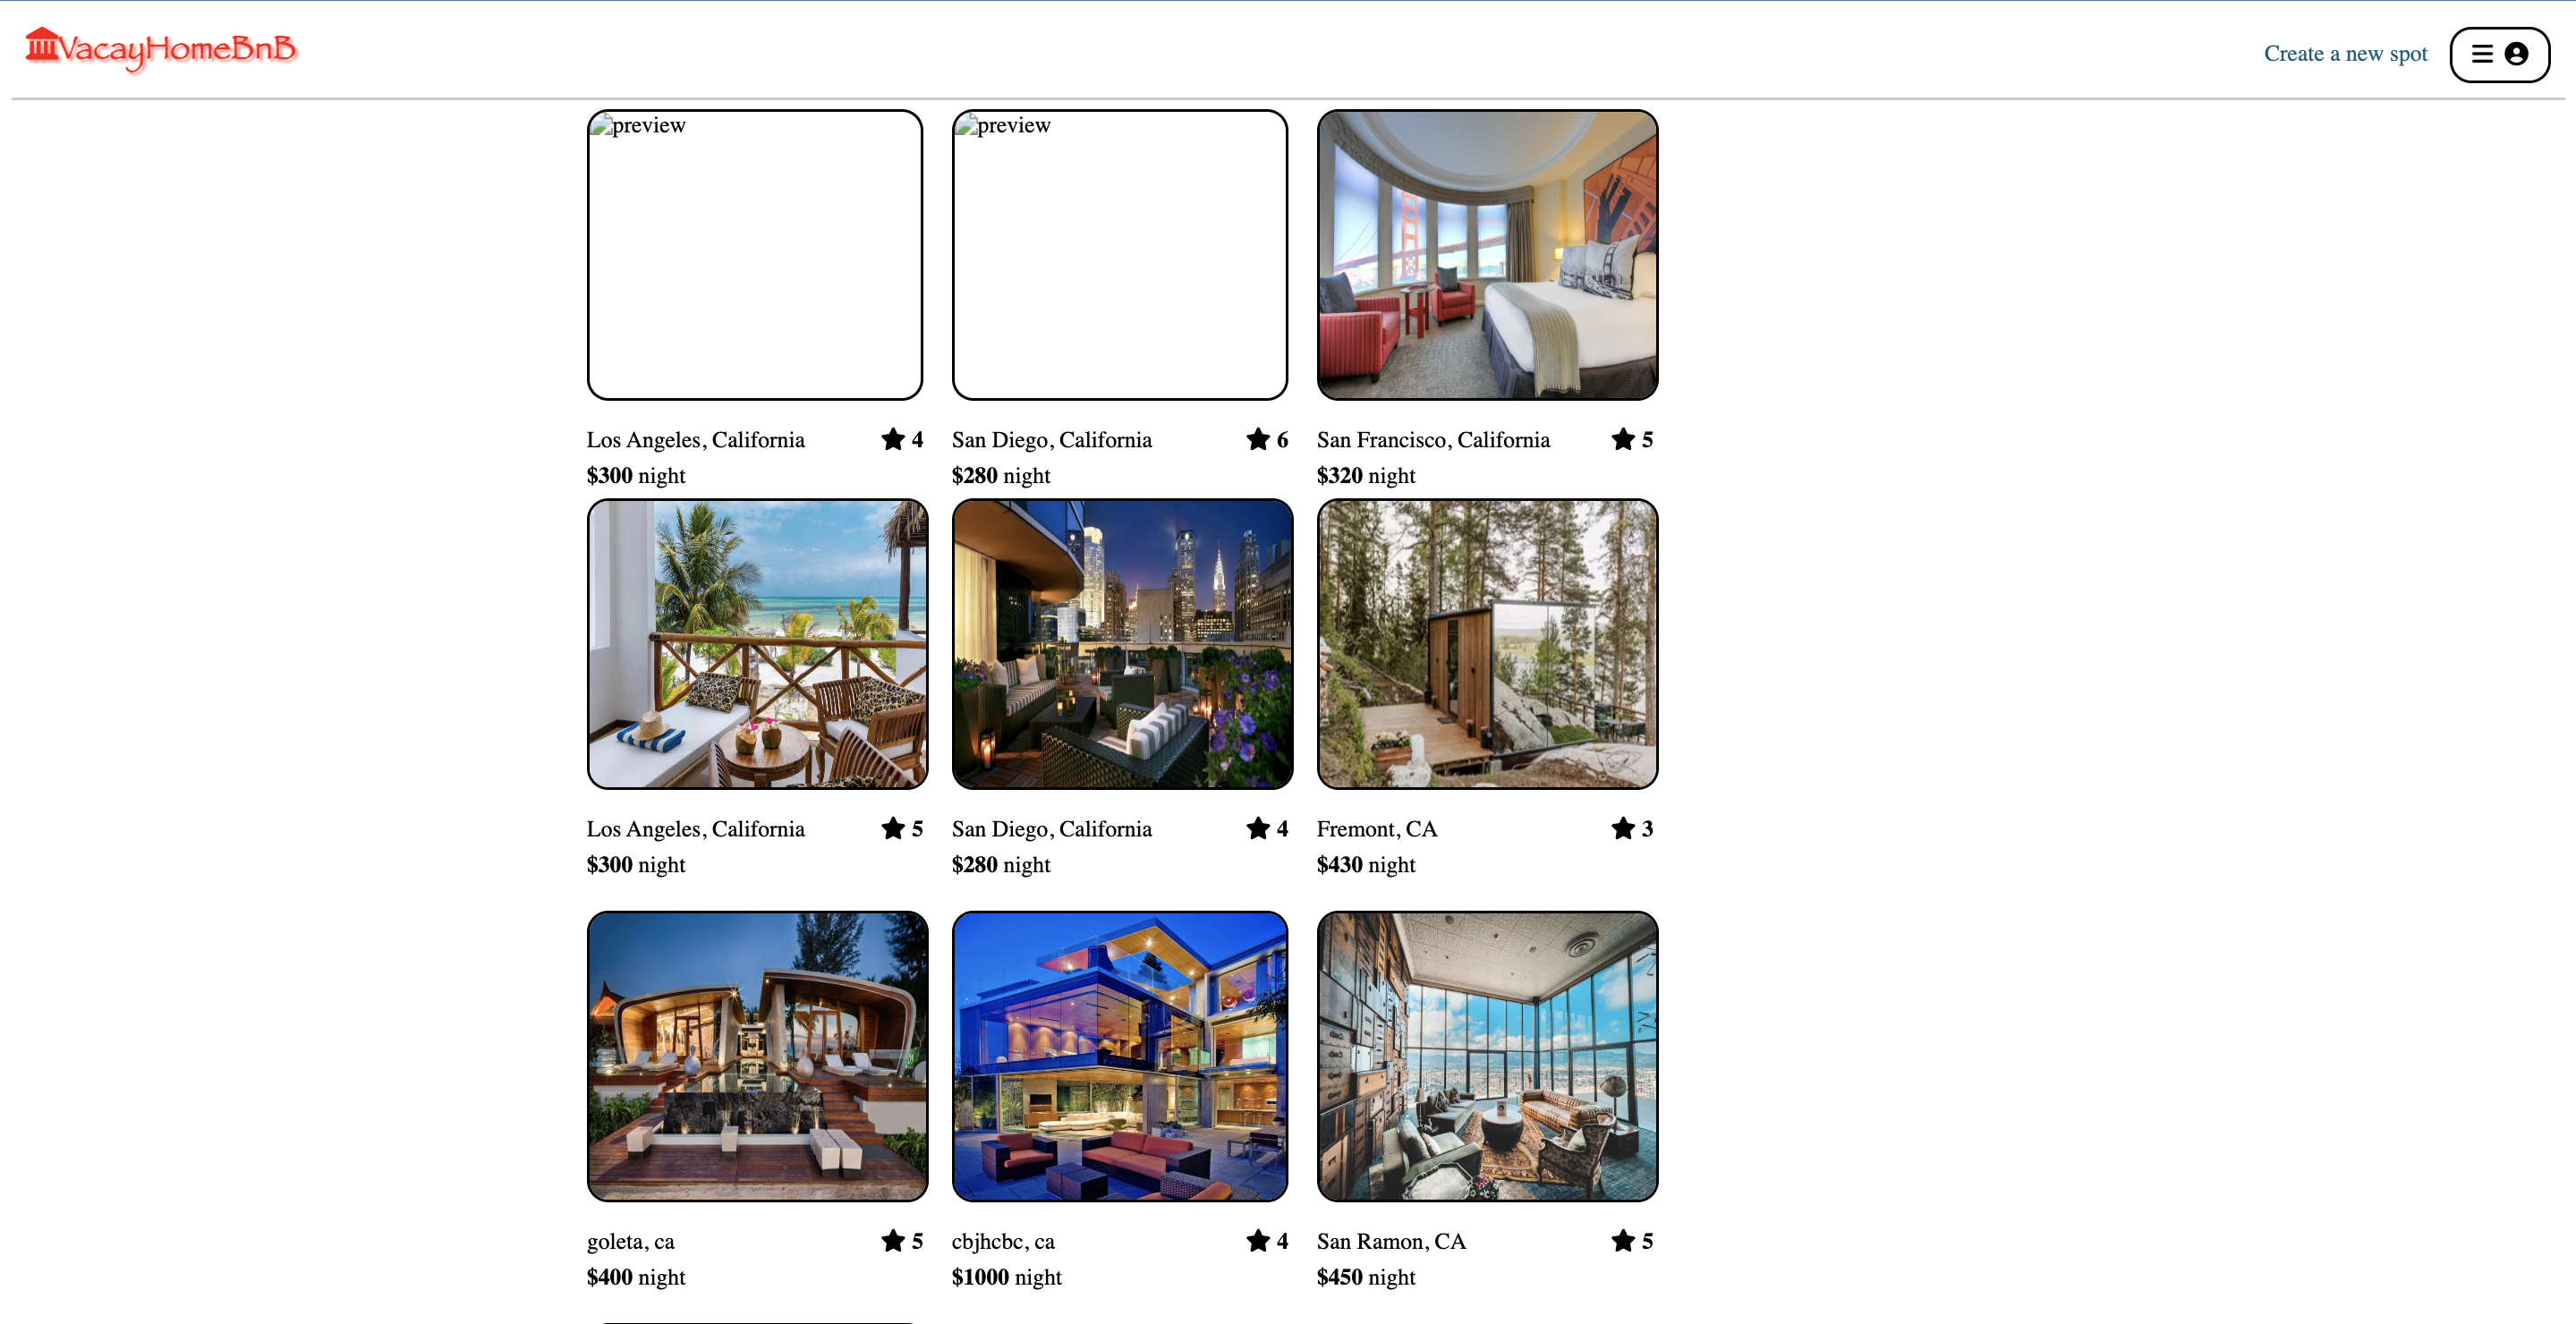 VacayHomeBnB
Create a new spot
preview
preview
Los Angeles, California ★ 4
$300 night
San Diego, California ★ 6
$280 night
San Francisco, California ★ 5
$320 night
Los Angeles, California ★ 5
$300 night
San Diego, California ★ 4
$280 night
Fremont, CA ★ 3
$430 night
goleta, ca ★ 5
$400 night
cbjhcbc, ca ★ 4
$1000 night
San Ramon, CA ★ 5
$450 night